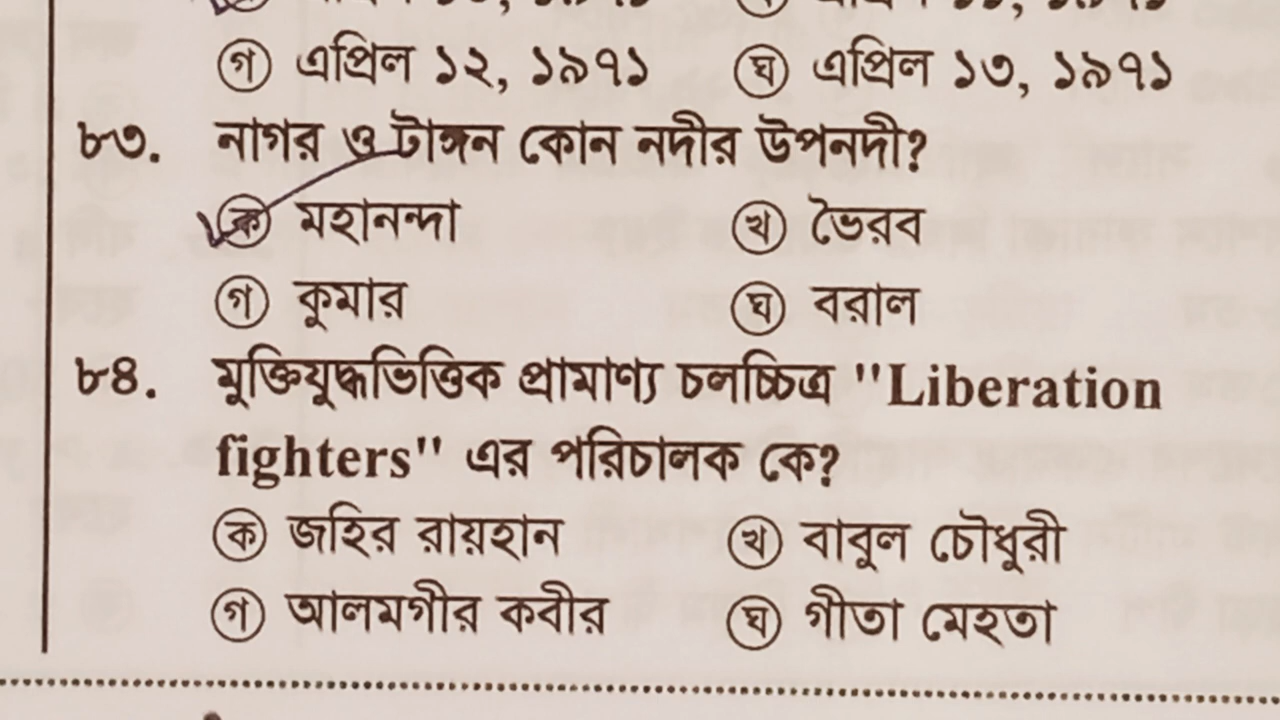 গ এপ্রিল ১২, ১৯৭১ ঘ এপ্রিল ১৩, ১৯৭১
৮৩. নাগর ও টাঙ্গন কোন নদীর উপনদী?
ক মহানন্দা খ ভৈরব
গ কুমার ঘ বরাল
৮৪. মুক্তিযুদ্ধভিত্তিক প্রামাণ্য চলচ্চিত্র "Liberation
fighters" এর পরিচালক কে?
ক জহির রায়হান খ বাবুল চৌধুরী
গ আলমগীর কবীর ঘ গীতা মেহতা